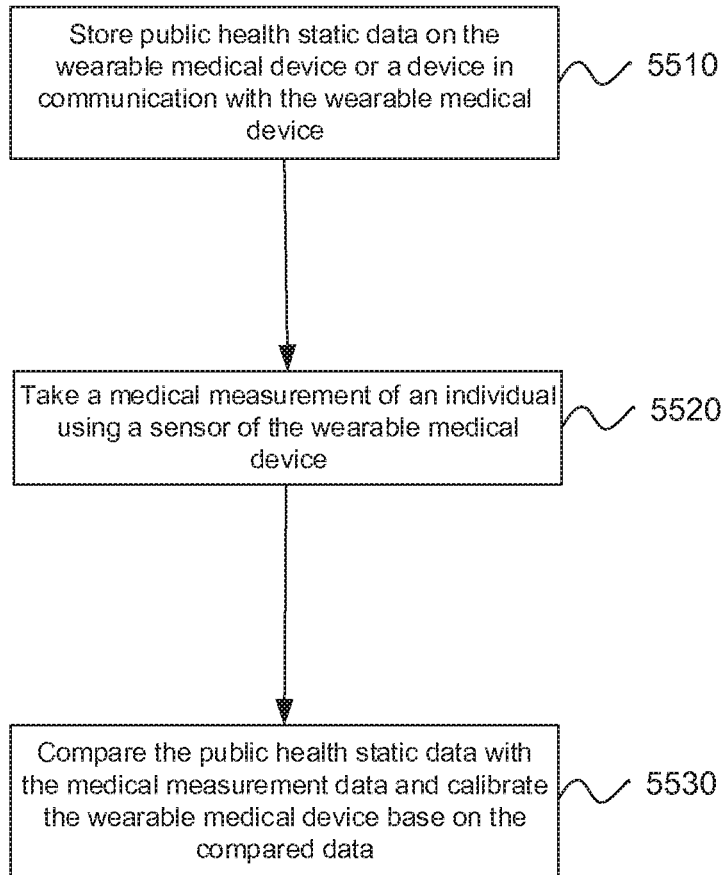 Store public health static data on the
wearable medical device or a device in
communication with the wearable medical
device
5510
Take a medical measurement of an individual
using a sensor of the wearable medical
device
5520
Compare the public health static data with
the medical measurement data and calibrate
the wearable medical device base on the
compared data
5530